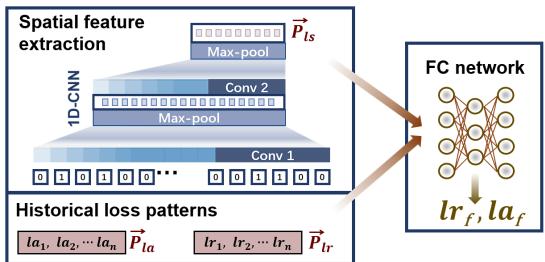 Spatial feature
extraction
P⃗ls
Max-pool
1D-CNN
Conv 2
Max-pool
Conv 1
0 1 0 1 0 0 ··· 0 0 1 1 0 0
Historical loss patterns
la1, la2, ··· lan P⃗la lr1, lr2, ··· lrn P⃗lr
FC network
lrf, laf